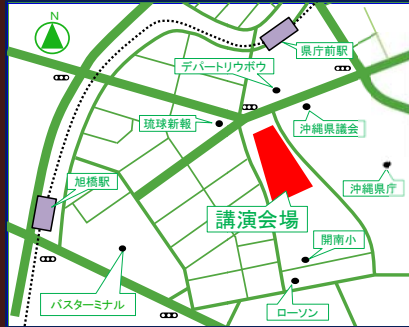 N
県庁前駅
デパートリウボウ
琉球新報
沖縄県議会
旭橋駅
沖縄県庁
講演会場
開南小
バスターミナル
ローソン